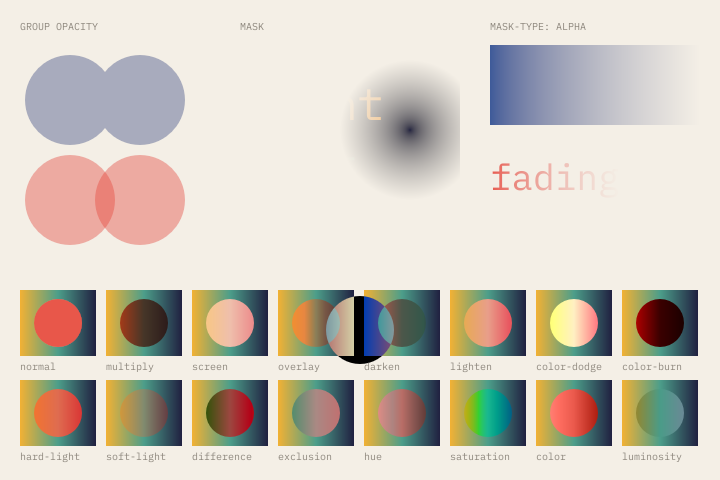 GROUP OPACITY
MASK
MASK-TYPE: ALPHA
t
fading
normal
multiply
screen
overlay
darken
lighten
color-dodge
color-burn
hard-light
soft-light
difference
exclusion
hue
saturation
color
luminosity